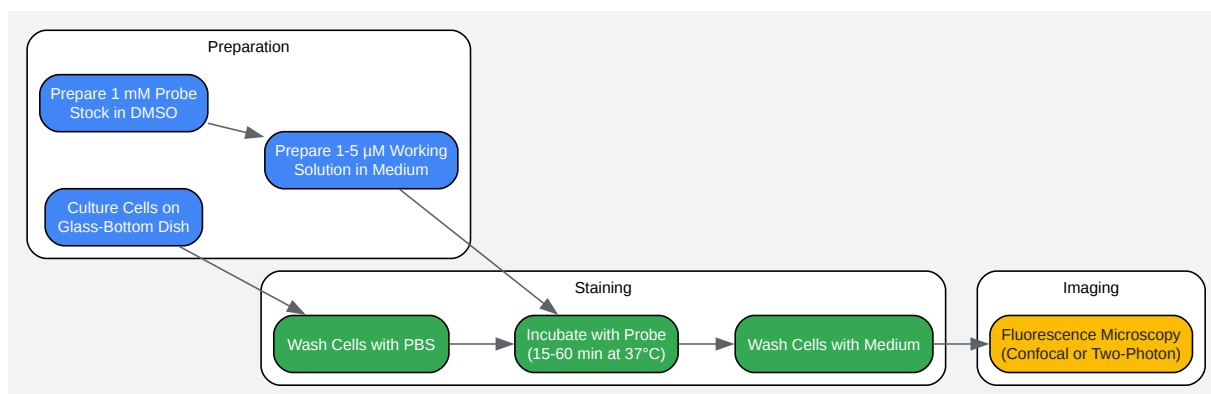 Preparation
Prepare 1 mM Probe
Stock in DMSO
Prepare 1-5 µM Working
Solution in Medium
Culture Cells on
Glass-Bottom Dish
Staining
Wash Cells with PBS
Incubate with Probe
(15-60 min at 37°C)
Wash Cells with Medium
Imaging
Fluorescence Microscopy
(Confocal or Two-Photon)